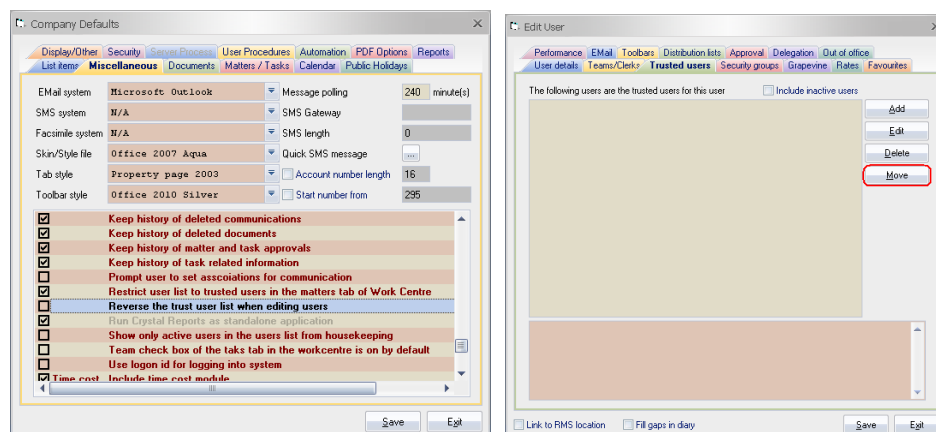 Company Defaults
Display/Other Security Server Process User Procedures Automation PDF Options Reports
List items Miscellaneous Documents Matters / Tasks Calendar Public Holidays
EMail system Microsoft Outlook Message polling 240 minute(s)
SMS system N/A SMS Gateway
Facsimile system N/A SMS length 0
Skin/Style file Office 2007 Aqua Quick SMS message ...
Tab style Property page 2003 Account number length 16
Toolbar style Office 2010 Silver Start number from 295
Keep history of deleted communications
Keep history of deleted documents
Keep history of matter and task approvals
Keep history of task related information
Prompt user to set asscoiations for communication
Restrict user list to trusted users in the matters tab of Work Centre
Reverse the trust user list when editing users
Run Crystal Reports as standalone application
Show only active users in the users list from housekeeping
Team check box of the taks tab in the workcentre is on by default
Use logon id for logging into system
Time cost Include time cost module
Save Exit
Edit User
Performance EMail Toolbars Distribution lists Approval Delegation Out of office
User details Teams/Clerks Trusted users Security groups Grapevine Rates Favourites
The following users are the trusted users for this user Include inactive users
Add
Edit
Delete
Move
Link to RMS location Fill gaps in diary Save Exit